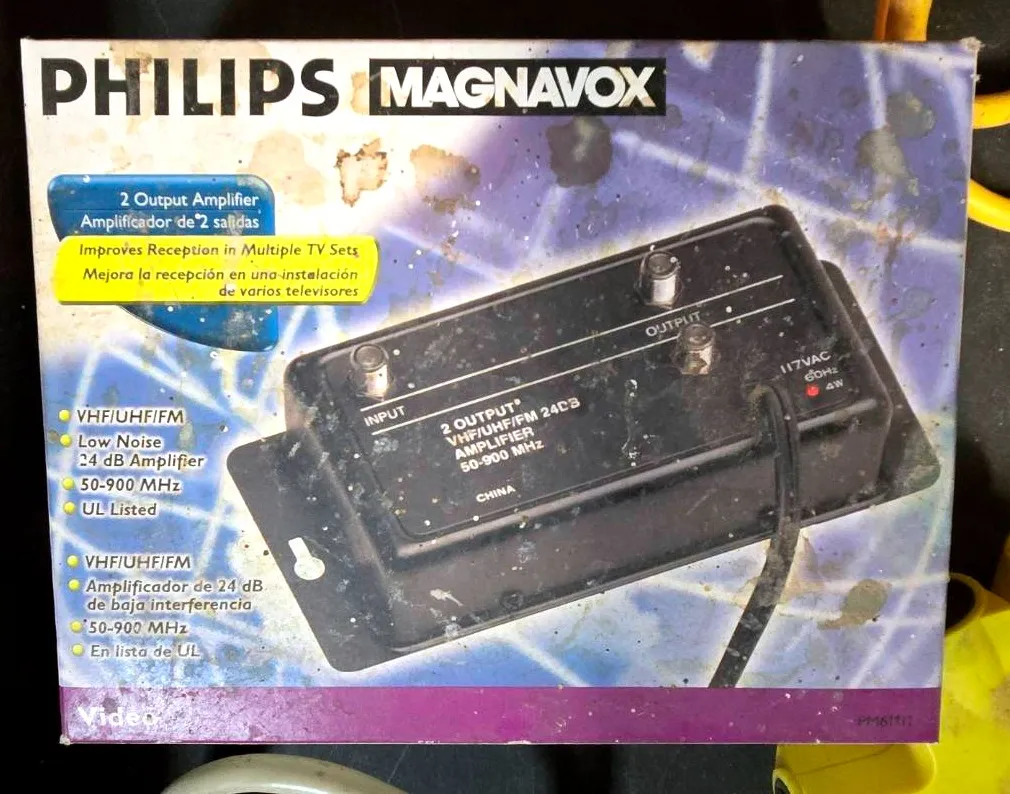 PHILIPS MAGNAVOX
2 Output Amplifier
Amplificador de 2 salidas
Improves Reception in Multiple TV Sets
Mejora la recepción en una instalación
de varios televisores
VHF/UHF/FM
Low Noise
24 dB Amplifier
50-900 MHz
UL Listed
VHF/UHF/FM
Amplificador de 24 dB
de baja interferencia
50-900 MHz
En lista de UL
OUTPUT
INPUT
117VAC
60Hz
4W
2 OUTPUT
VHF/UHF/FM 24DB
AMPLIFIER
50-900 MHz
CHINA
Video